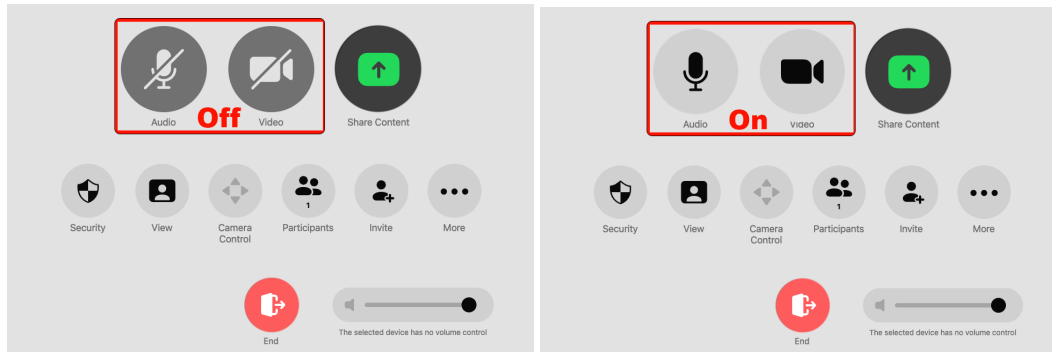 Audio Off Video Share Content
1
Security View Camera Control Participants Invite More
End
The selected device has no volume control
Audio On Video Share Content
1
Security View Camera Control Participants Invite More
End
The selected device has no volume control